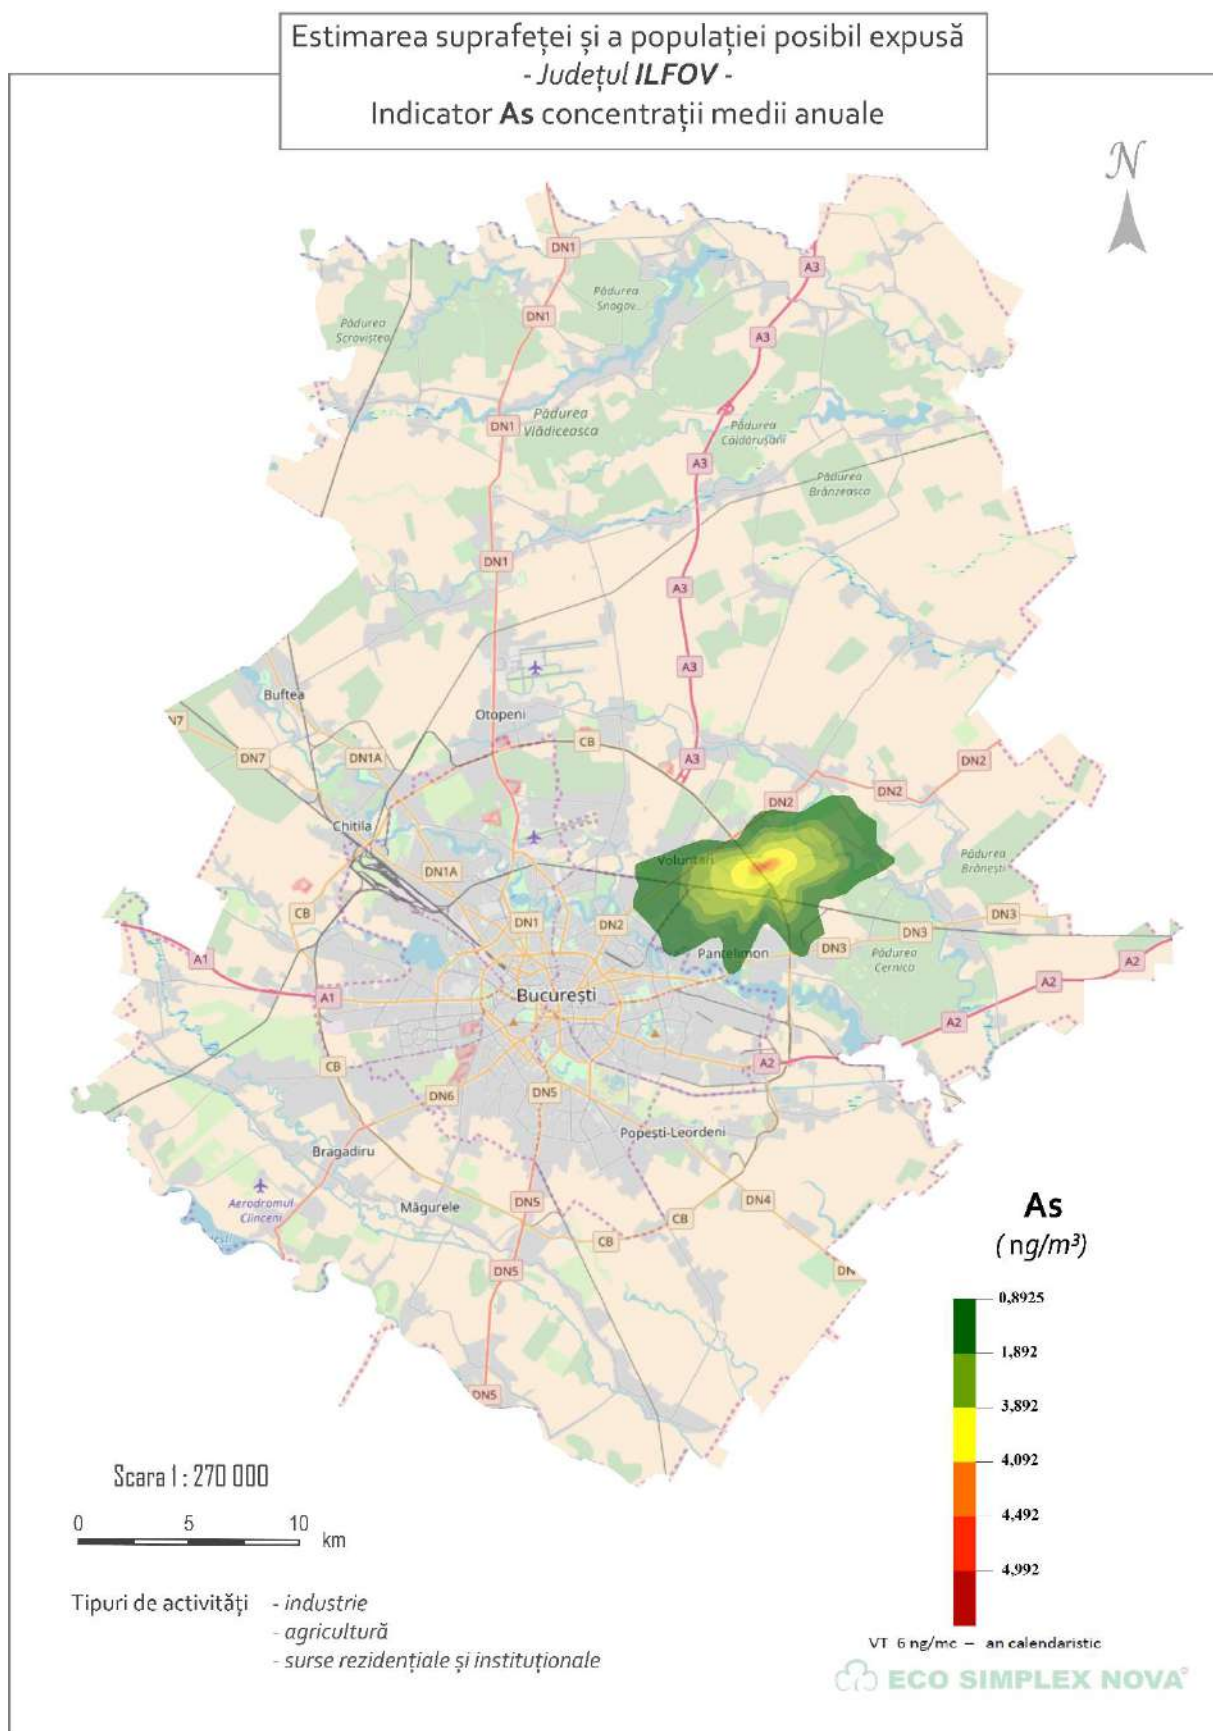 Estimarea suprafeței și a populației posibil expusă
- Județul ILFOV -
Indicator As concentrații medii anuale
N
DN1
A3
Pădurea
Snagov...
DN1
Pădurea
Scroviștea
A3
Pădurea
Vlădiceasca
DN1
Pădurea
Căldărușani
A3
Pădurea
Brânzeasca
DN1
A3
A3
Buftea
Otopeni
N7
CB
DN7
DN1A
A3
DN2
DN2
DN2
Chitila
Voluntari
Pădurea
Brănești
DN1A
CB
DN1
DN2
DN3
DN3
DN3
Pantelimon
Pădurea
Cernica
A1
A2
A2
A1
București
A2
CB
A2
DN6
DN5
Popești-Leordeni
Bragadiru
Aerodromul
Clinceni
Măgurele
DN5
DN4
CB
CB
DN5
DN
DN5
As
(ng/m³)
0,8925
1,892
3,892
4,092
4,492
4,992
VT 6 ng/mc – an calendaristic
Scara 1 : 270 000
0 5 10
km
Tipuri de activități - industrie
- agricultură
- surse rezidențiale și instituționale
ECO SIMPLEX NOVA